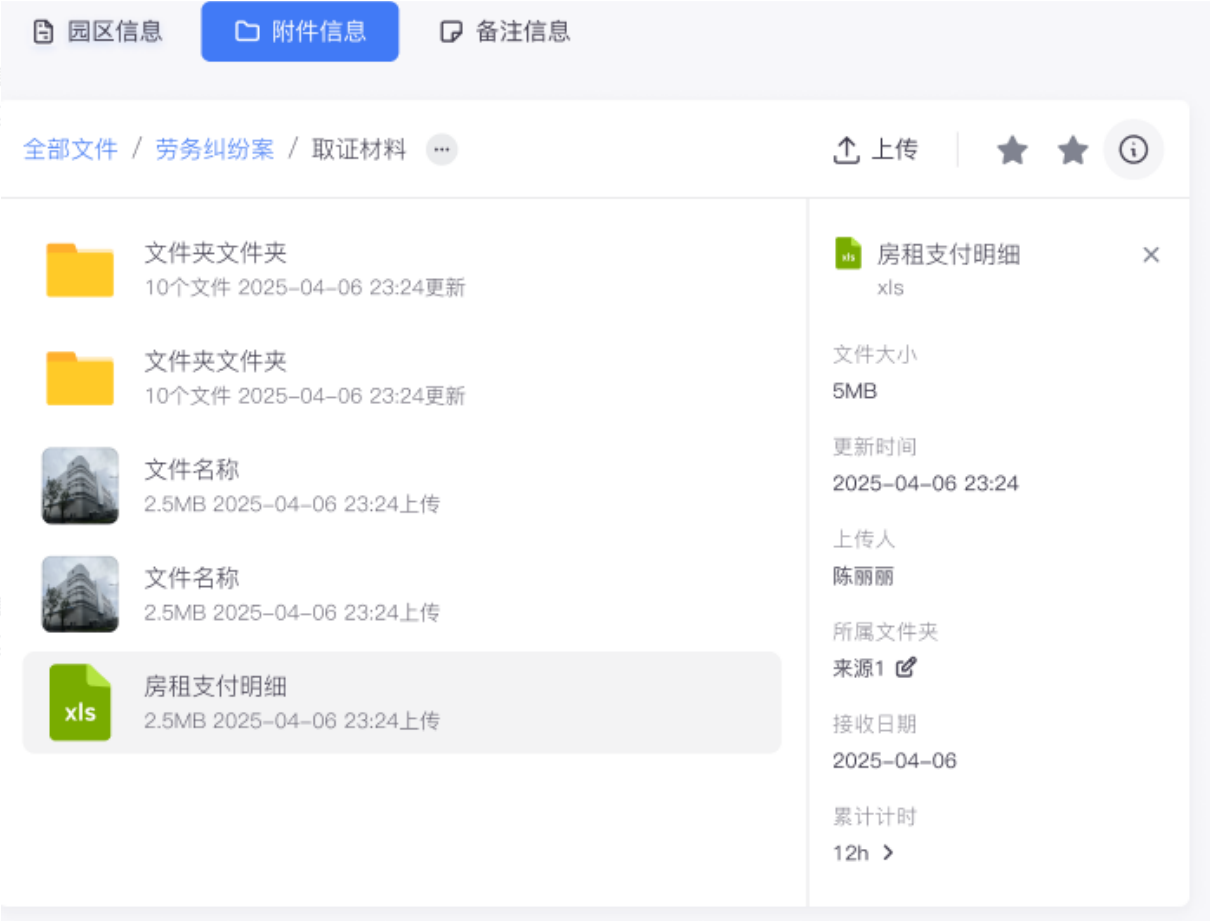 园区信息 附件信息 备注信息
全部文件 / 劳务纠纷案 / 取证材料 ··· 上传
文件夹文件夹
10个文件 2025-04-06 23:24更新
文件夹文件夹
10个文件 2025-04-06 23:24更新
文件名称
2.5MB 2025-04-06 23:24上传
文件名称
2.5MB 2025-04-06 23:24上传
xls
房租支付明细
2.5MB 2025-04-06 23:24上传
xls
房租支付明细
xls
文件大小
5MB
更新时间
2025-04-06 23:24
上传人
陈丽丽
所属文件夹
来源1
接收日期
2025-04-06
累计计时
12h >